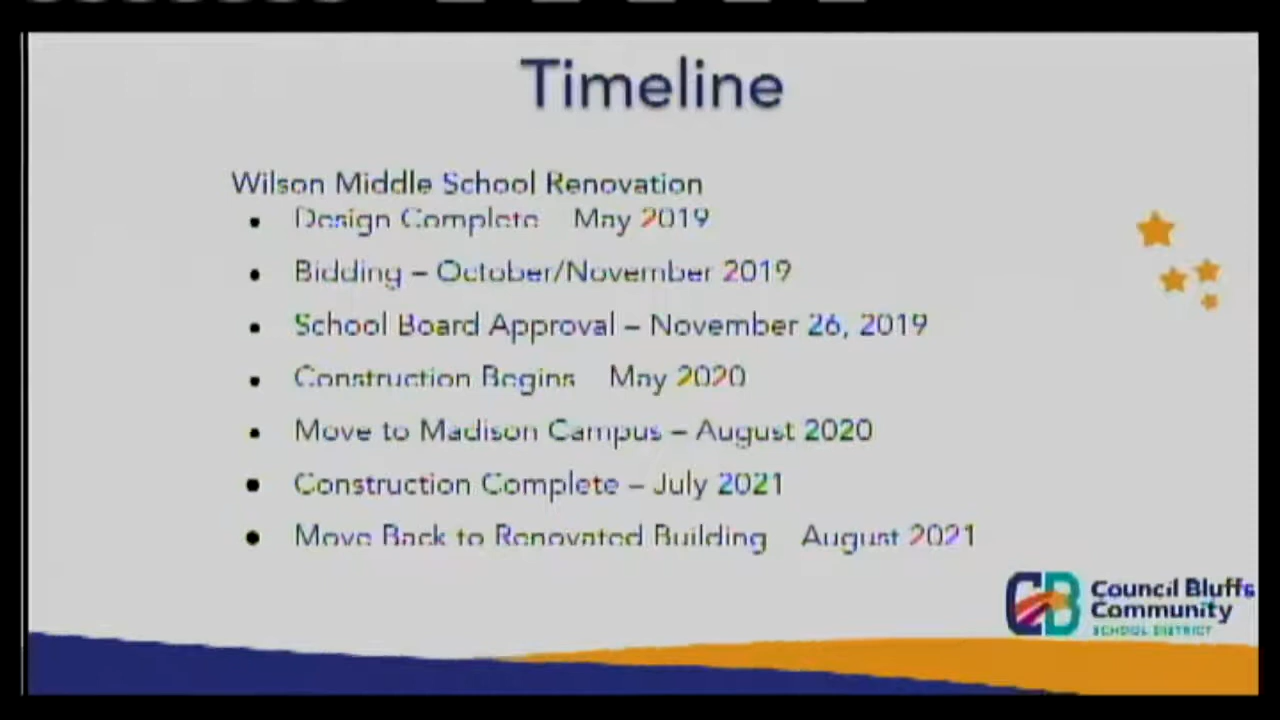 Timeline
Wilson Middle School Renovation
• Design Complete – May 2019
• Bidding – October/November 2019
• School Board Approval – November 26, 2019
• Construction Begins – May 2020
• Move to Madison Campus – August 2020
• Construction Complete – July 2021
• Move Back to Renovated Building – August 2021
CB Council Bluffs
Community
SCHOOL DISTRICT